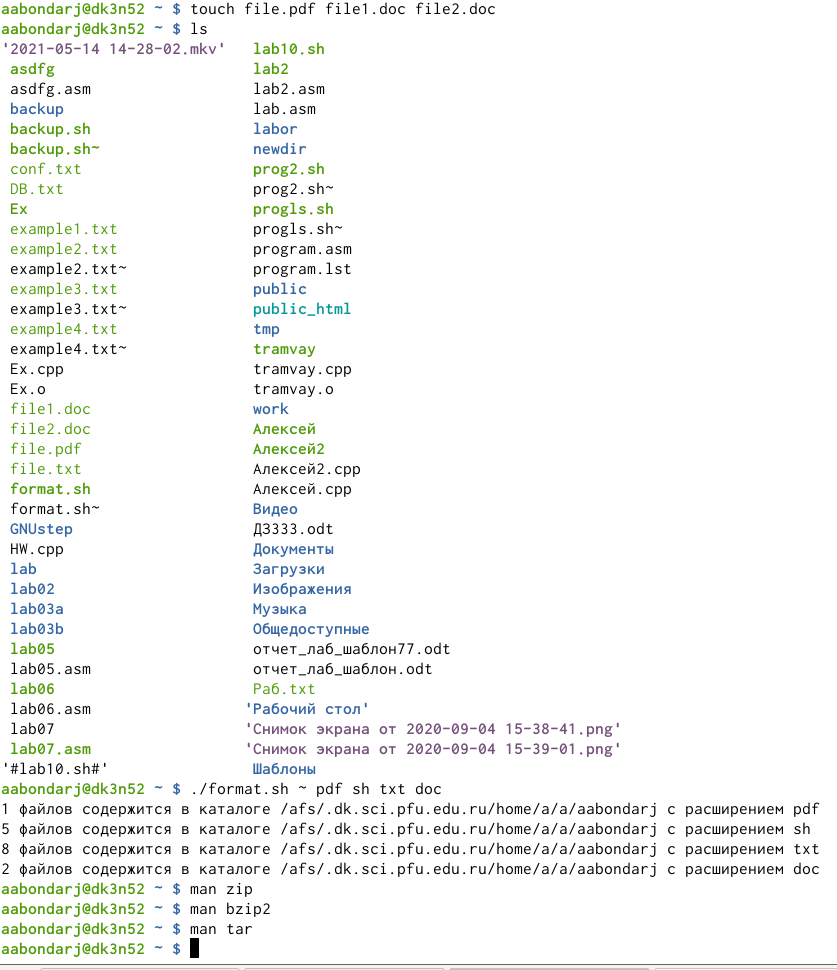 aabondarj@dk3n52 ~ $ touch file.pdf file1.doc file2.doc
aabondarj@dk3n52 ~ $ ls
'2021-05-14 14-28-02.mkv' lab10.sh
asdfg lab2
asdfg.asm lab2.asm
backup lab.asm
backup.sh labor
backup.sh~ newdir
conf.txt prog2.sh
DB.txt prog2.sh~
Ex progls.sh
example1.txt progls.sh~
example2.txt program.asm
example2.txt~ program.lst
example3.txt public
example3.txt~ public_html
example4.txt tmp
example4.txt~ tramvay
Ex.cpp tramvay.cpp
Ex.o tramvay.o
file1.doc work
file2.doc Алексей
file.pdf Алексей2
file.txt Алексей2.cpp
format.sh Алексей.cpp
format.sh~ Видео
GNUstep ДЗ333.odt
HW.cpp Документы
lab Загрузки
lab02 Изображения
lab03a Музыка
lab03b Общедоступные
lab05 отчет_лаб_шаблон77.odt
lab05.asm отчет_лаб_шаблон.odt
lab06 Раб.txt
lab06.asm 'Рабочий стол'
lab07 'Снимок экрана от 2020-09-04 15-38-41.png'
lab07.asm 'Снимок экрана от 2020-09-04 15-39-01.png'
'#lab10.sh#' Шаблоны
aabondarj@dk3n52 ~ $ ./format.sh ~ pdf sh txt doc
1 файлов содержится в каталоге /afs/.dk.sci.pfu.edu.ru/home/a/a/aabondarj с расширением pdf
5 файлов содержится в каталоге /afs/.dk.sci.pfu.edu.ru/home/a/a/aabondarj с расширением sh
8 файлов содержится в каталоге /afs/.dk.sci.pfu.edu.ru/home/a/a/aabondarj с расширением txt
2 файлов содержится в каталоге /afs/.dk.sci.pfu.edu.ru/home/a/a/aabondarj с расширением doc
aabondarj@dk3n52 ~ $ man zip
aabondarj@dk3n52 ~ $ man bzip2
aabondarj@dk3n52 ~ $ man tar
aabondarj@dk3n52 ~ $